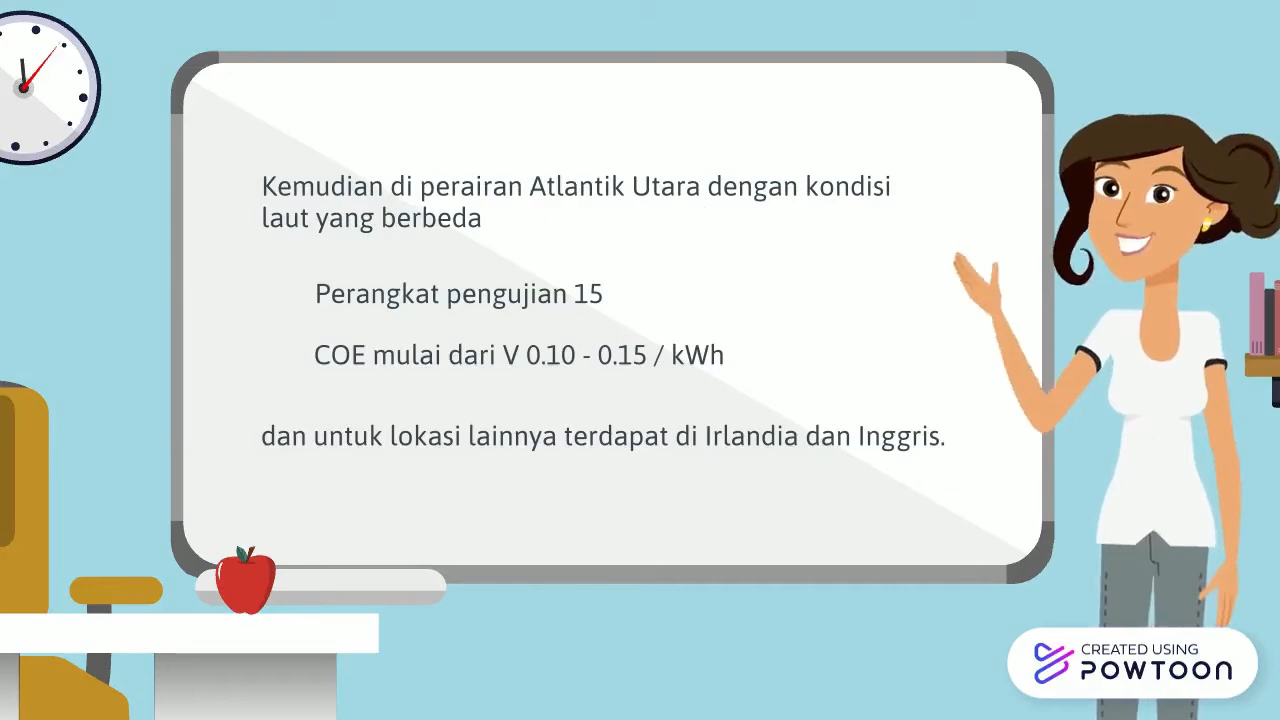 Kemudian di perairan Atlantik Utara dengan kondisi
laut yang berbeda
Perangkat pengujian 15
COE mulai dari V 0.10 - 0.15 / kWh
dan untuk lokasi lainnya terdapat di Irlandia dan Inggris.
CREATED USING
POWTOON